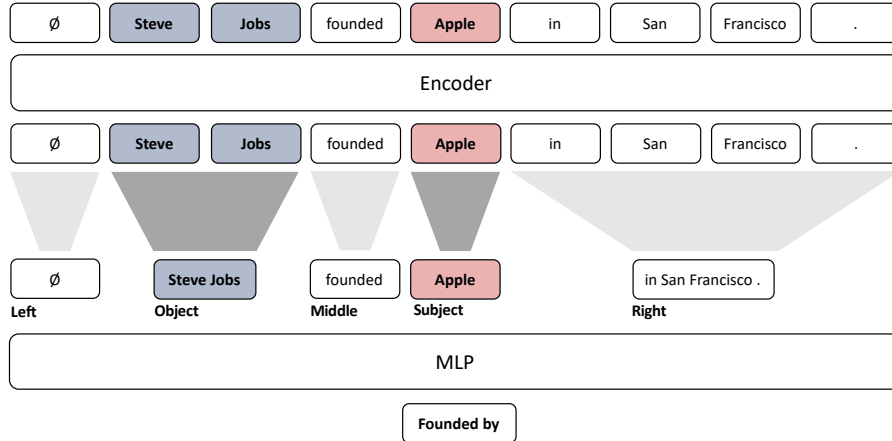 ∅ Steve Jobs founded Apple in San Francisco .
Encoder
∅ Steve Jobs founded Apple in San Francisco .
∅ Steve Jobs founded Apple in San Francisco .
Left Object Middle Subject Right
MLP
Founded by